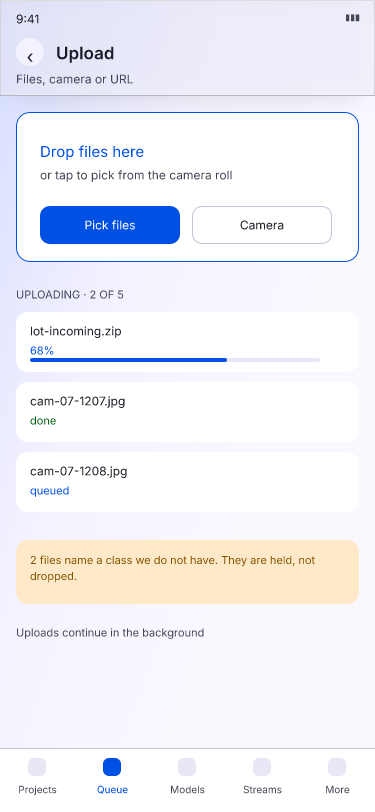 9:41
Upload
Files, camera or URL
Drop files here
or tap to pick from the camera roll
Pick files
Camera
UPLOADING · 2 OF 5
lot-incoming.zip
68%
cam-07-1207.jpg
done
cam-07-1208.jpg
queued
2 files name a class we do not have. They are held, not
dropped.
Uploads continue in the background
Projects
Queue
Models
Streams
More